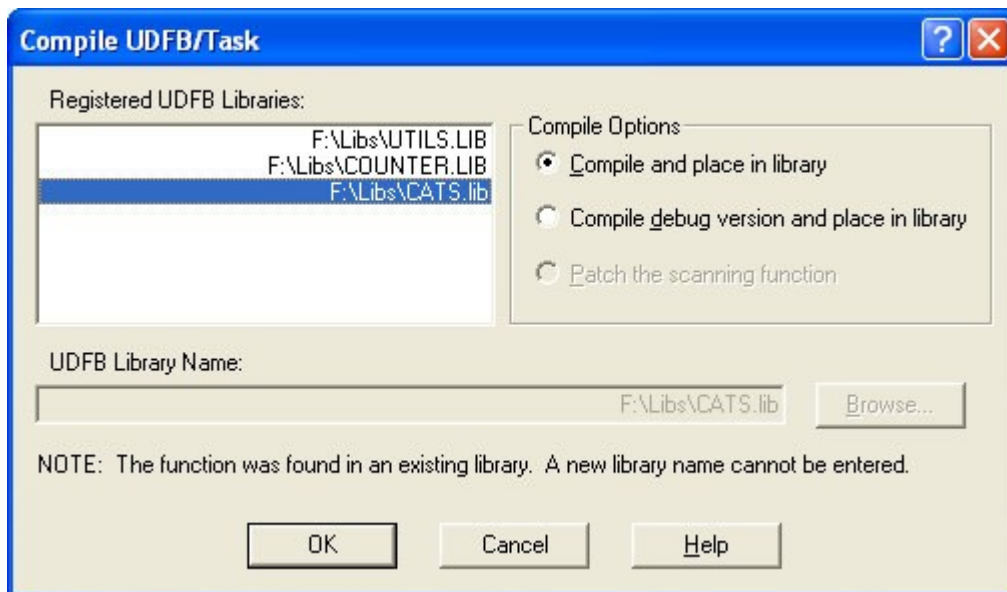 Compile UDFB/Task
Registered UDFB Libraries:
F:\Libs\UTILS.LIB
F:\Libs\COUNTER.LIB
F:\Libs\CATS.lib
Compile Options
Compile and place in library
Compile debug version and place in library
Patch the scanning function
UDFB Library Name:
F:\Libs\CATS.lib
Browse...
NOTE: The function was found in an existing library. A new library name cannot be entered.
OK
Cancel
Help